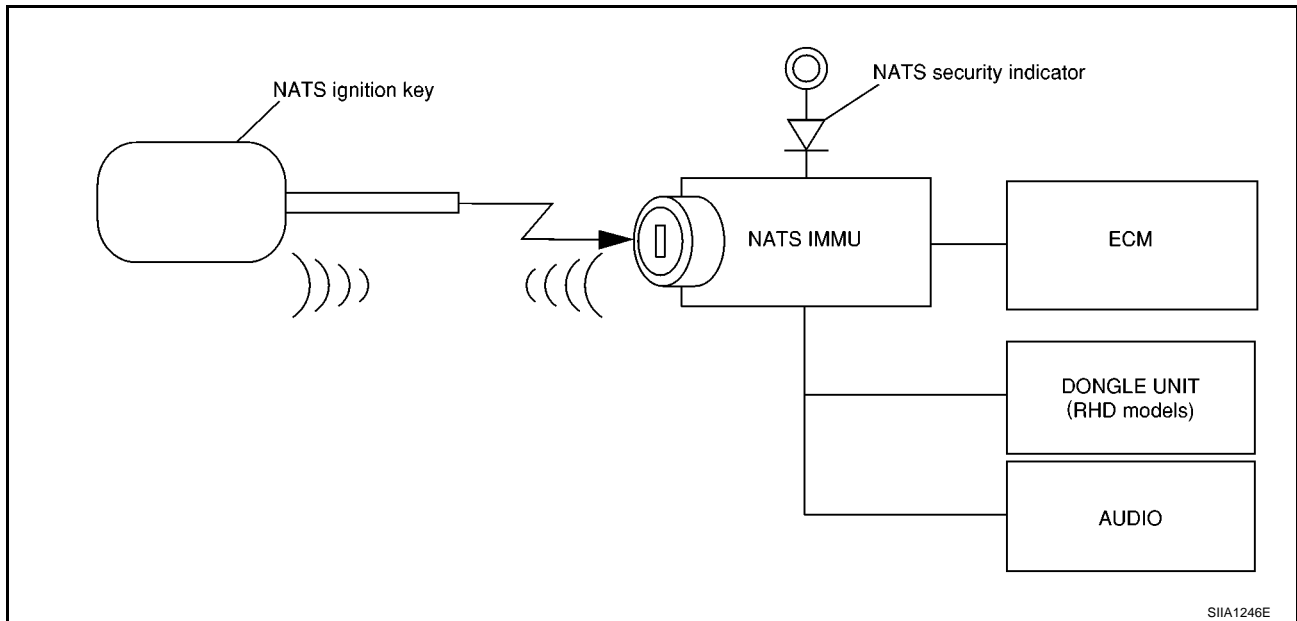 NATS ignition key
NATS security indicator
NATS IMMU
ECM
DONGLE UNIT
(RHD models)
AUDIO
SIIA1246E